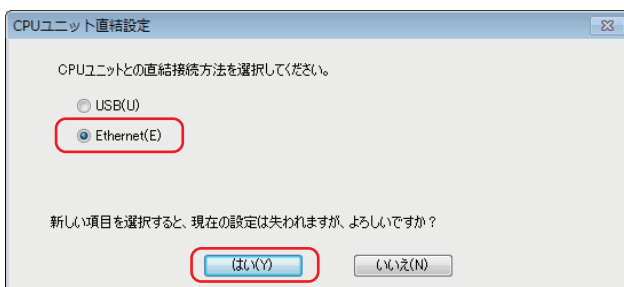 CPUユニット直結設定
CPUユニットとの直結接続方法を選択してください。
USB(U)
Ethernet(E)
新しい項目を選択すると、現在の設定は失われますが、よろしいですか？
はい(Y)
いいえ(N)